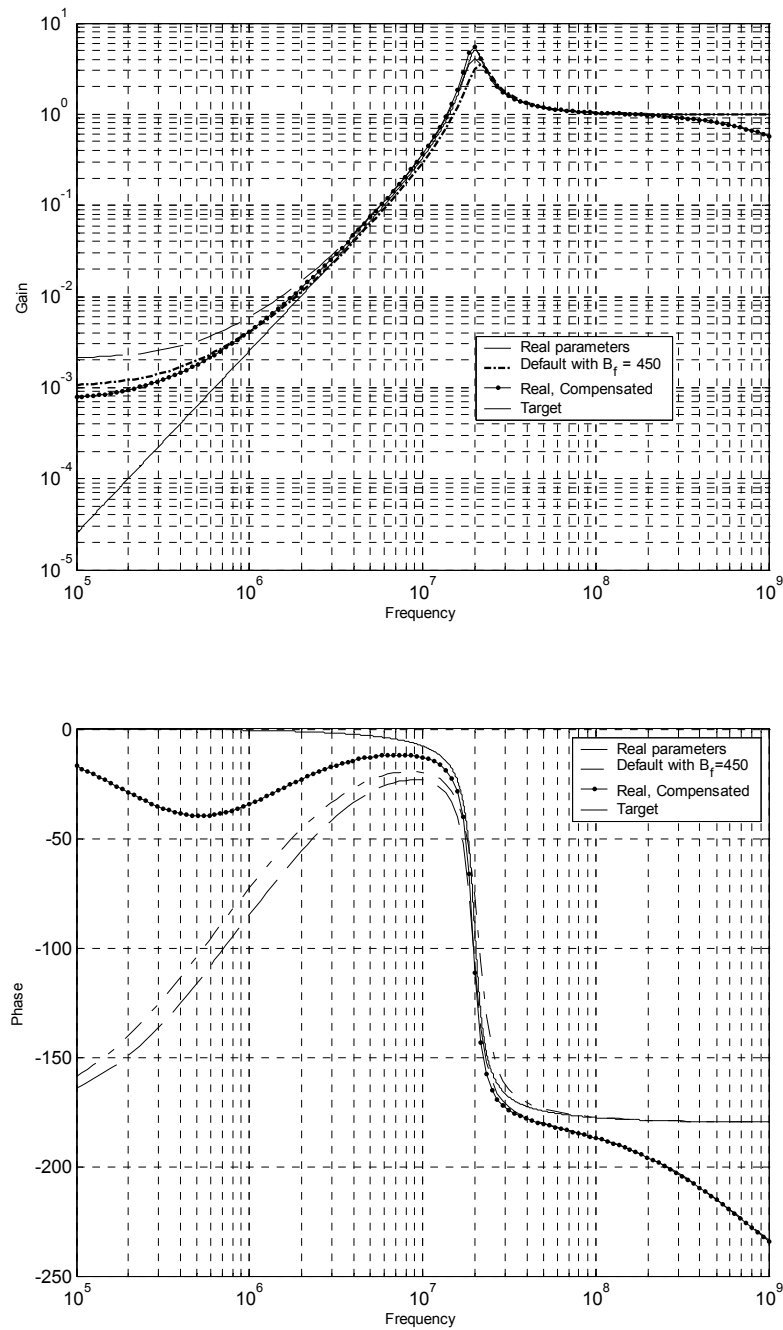 10^1
10^0
10^-1
10^-2
10^-3
10^-4
10^-5
Gain
Real parameters
Default with B_f = 450
Real, Compensated
Target
10^5 10^6 10^7 10^8 10^9
Frequency
0
-50
-100
-150
-200
-250
Phase
Real parameters
Default with B_f=450
Real, Compensated
Target
10^5 10^6 10^7 10^8 10^9
Frequency